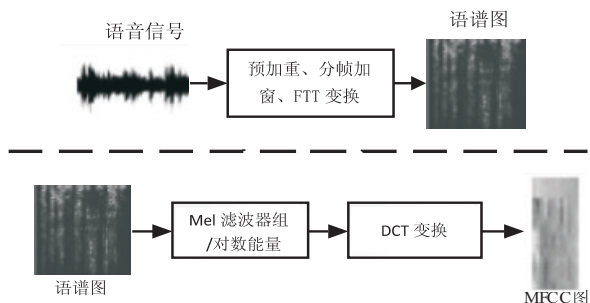 语音信号
预加重、分帧加
窗、FTT 变换
语谱图
语谱图
Mel 滤波器组
/对数能量
DCT 变换
MFCC图